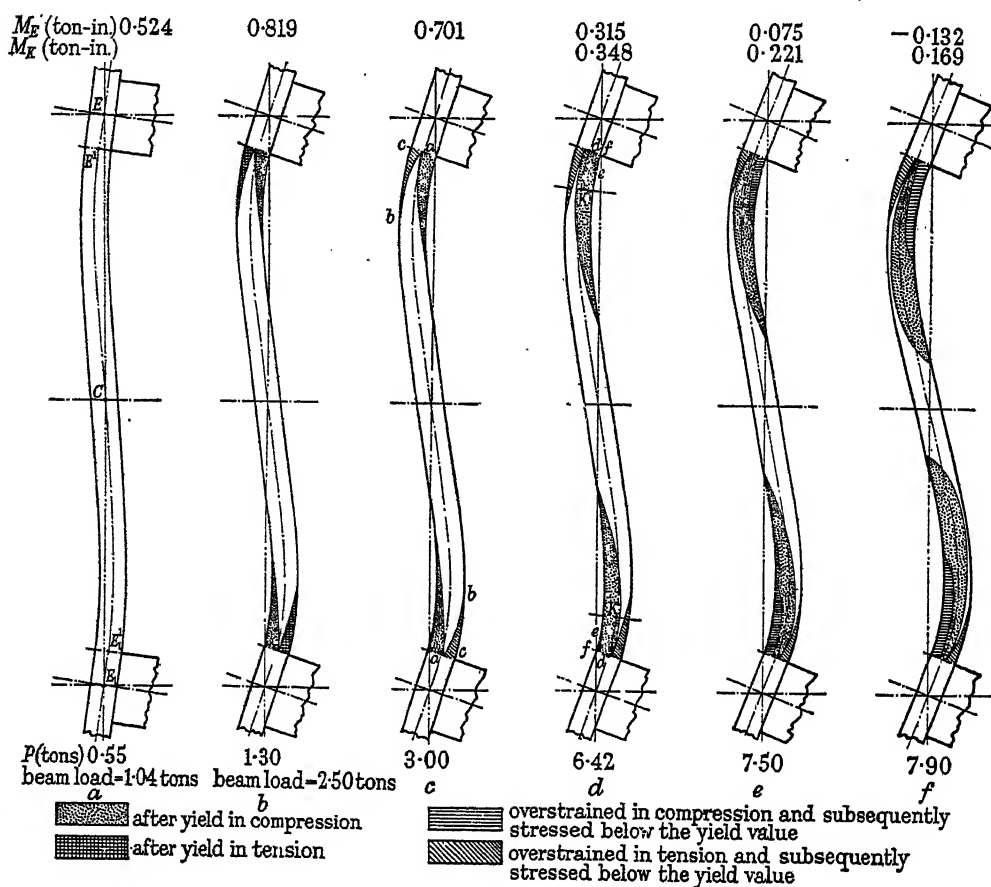 M_E (ton-in.) 0·524 0·819 0·701 0·315 0·075 −0·132
M_K (ton-in.) 0·348 0·221 0·169
E
E¹
c a
b
d f
e
K
C
b
c
a
K
e
f d
E₁
P(tons) 0·55 1·30 3·00 6·42 7·50 7·90
beam load=1·04 tons beam load=2·50 tons
a b c d e f
after yield in compression
after yield in tension
overstrained in compression and subsequently
stressed below the yield value
overstrained in tension and subsequently
stressed below the yield value